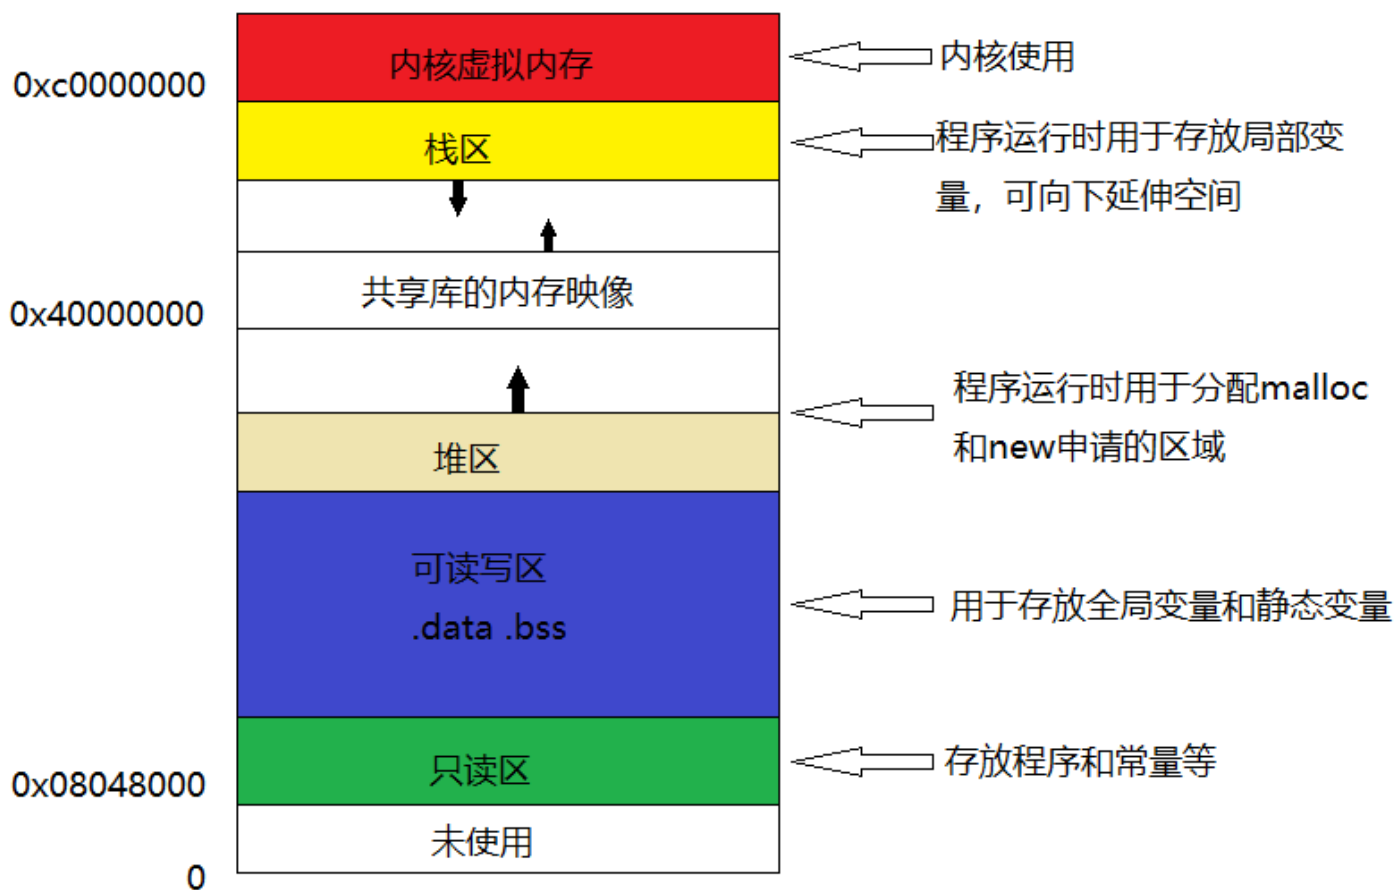 内核虚拟内存
内核使用
0xc0000000
栈区
程序运行时用于存放局部变
量，可向下延伸空间
共享库的内存映像
0x40000000
程序运行时用于分配malloc
和new申请的区域
堆区
可读写区
.data .bss
用于存放全局变量和静态变量
只读区
存放程序和常量等
0x08048000
未使用
0